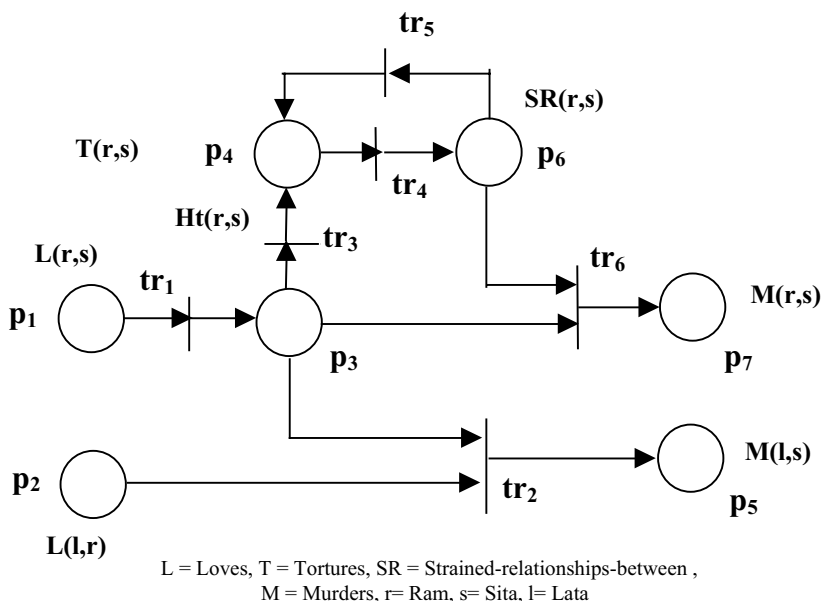 tr₅
SR(r,s)
T(r,s)
p₄
p₆
tr₄
Ht(r,s)
tr₃
L(r,s)
tr₁
tr₆
M(r,s)
p₁
p₃
p₇
M(l,s)
p₂
tr₂
p₅
L(l,r)
L = Loves, T = Tortures, SR = Strained-relationships-between ,
M = Murders, r= Ram, s= Sita, l= Lata